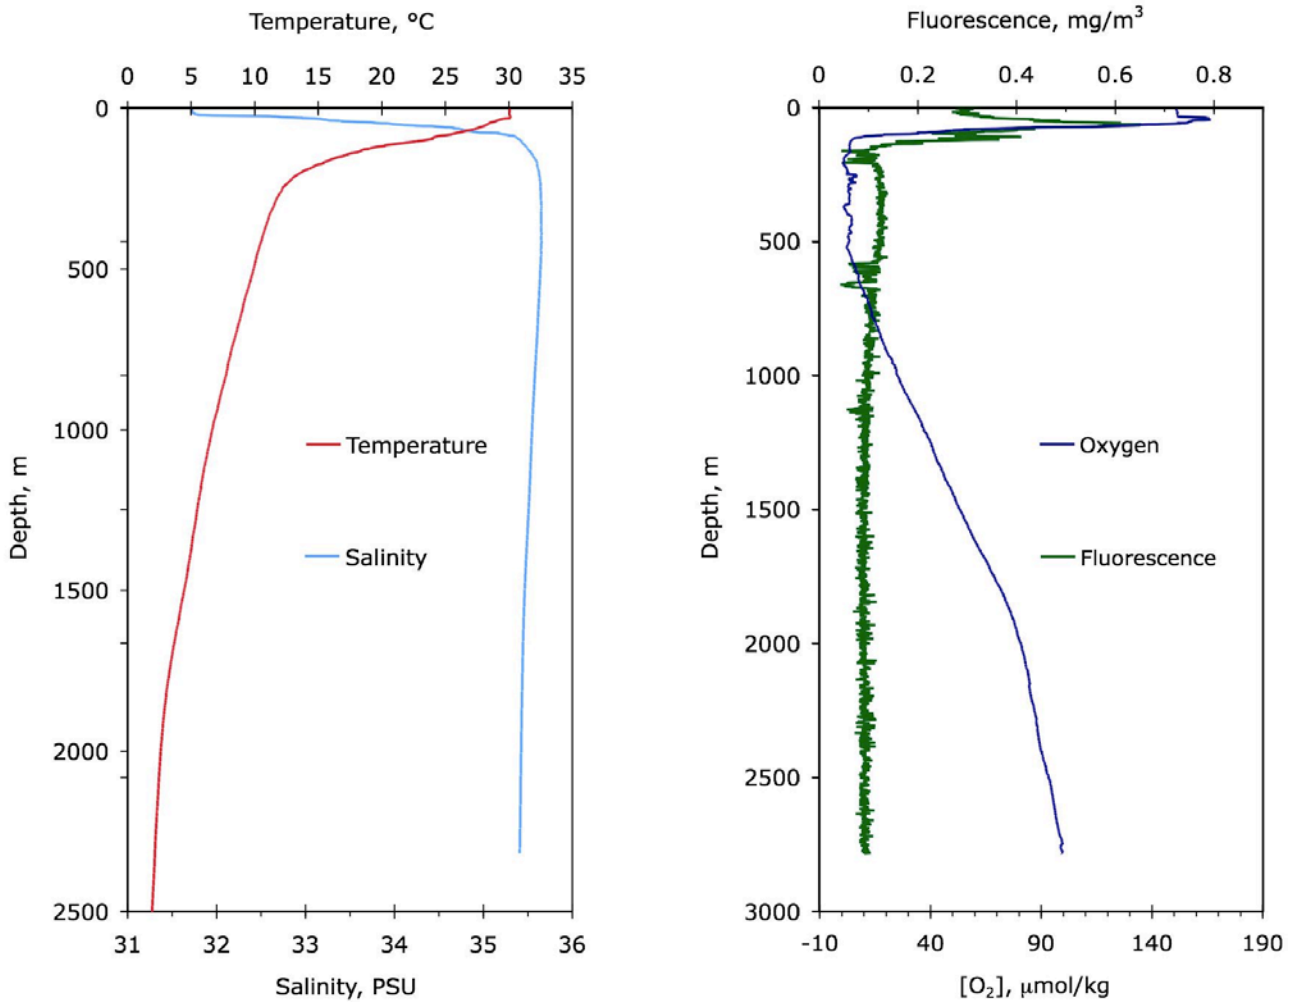 Temperature, °C
0 5 10 15 20 25 30 35
0
500
1000
1500
2000
2500
Depth, m
Temperature
Salinity
31 32 33 34 35 36
Salinity, PSU
Fluorescence, mg/m³
0 0.2 0.4 0.6 0.8
0
500
1000
1500
2000
2500
3000
Depth, m
Oxygen
Fluorescence
-10 40 90 140 190
[O₂], μmol/kg